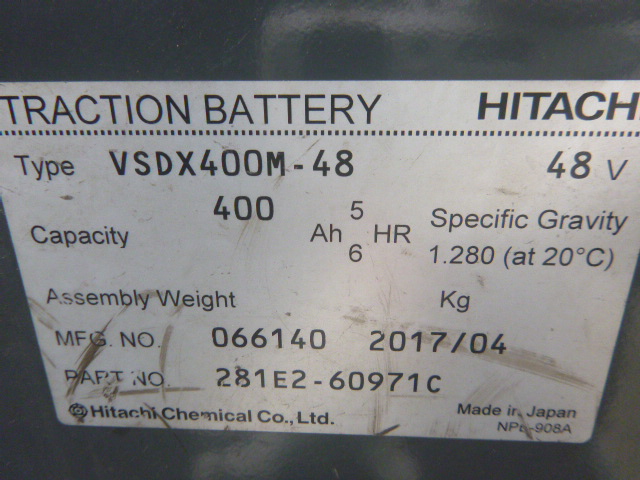 TRACTION BATTERY HITACHI
Type VSDX400M-48 48 V
Capacity 400 Ah 5 HR Specific Gravity
6 1.280 (at 20°C)
Assembly Weight Kg
MFG. NO. 066140 2017/04
PART NO. 281E2-60971C
Hitachi Chemical Co., Ltd. Made in Japan